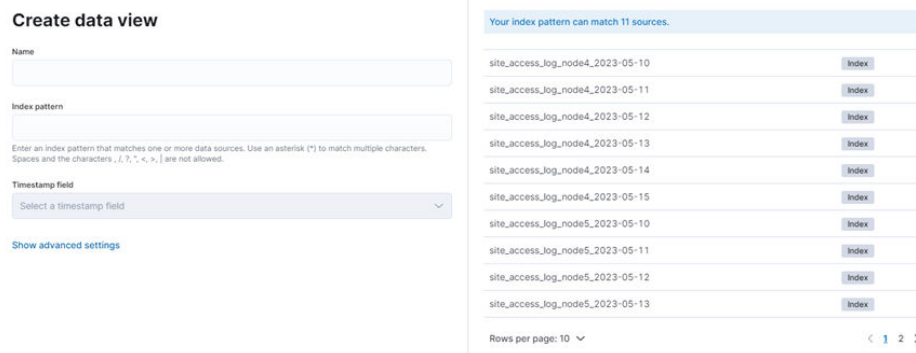 Create data view
Name
Index pattern
Enter an index pattern that matches one or more data sources. Use an asterisk (*) to match multiple characters.
Spaces and the characters , /, ?, ", <, >, | are not allowed.
Timestamp field
Select a timestamp field
Show advanced settings
Your index pattern can match 11 sources.
site_access_log_node4_2023-05-10 Index
site_access_log_node4_2023-05-11 Index
site_access_log_node4_2023-05-12 Index
site_access_log_node4_2023-05-13 Index
site_access_log_node4_2023-05-14 Index
site_access_log_node4_2023-05-15 Index
site_access_log_node5_2023-05-10 Index
site_access_log_node5_2023-05-11 Index
site_access_log_node5_2023-05-12 Index
site_access_log_node5_2023-05-13 Index
Rows per page: 10
< 1 2 >